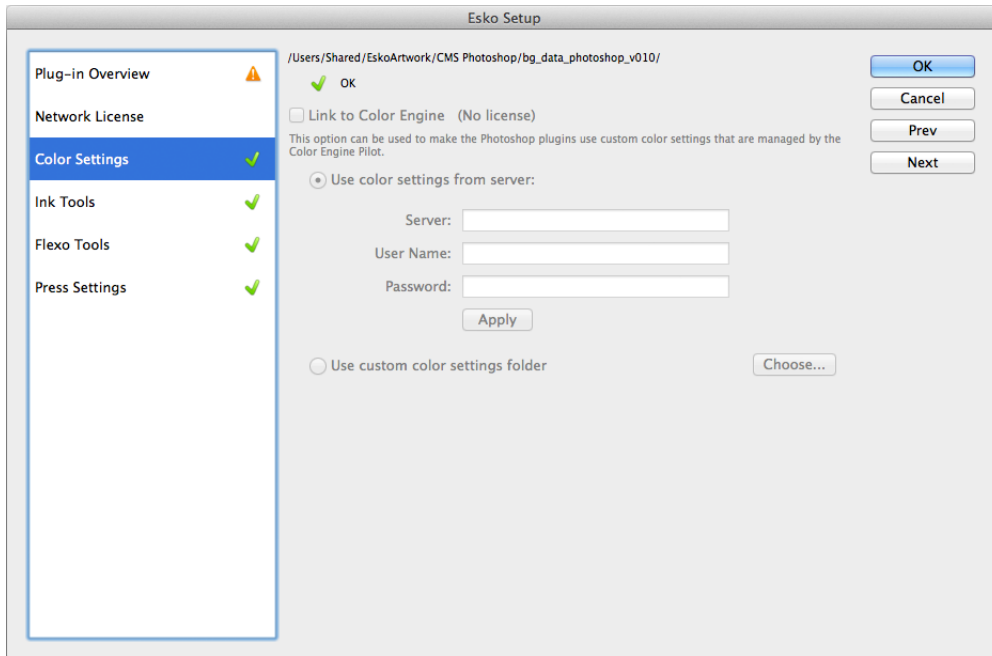 Esko Setup
Plug-in Overview
Network License
Color Settings
Ink Tools
Flexo Tools
Press Settings
/Users/Shared/EskoArtwork/CMS Photoshop/bg_data_photoshop_v010/
OK
Link to Color Engine (No license)
This option can be used to make the Photoshop plugins use custom color settings that are managed by the
Color Engine Pilot.
Use color settings from server:
Server:
User Name:
Password:
Apply
Use custom color settings folder
Choose...
OK
Cancel
Prev
Next